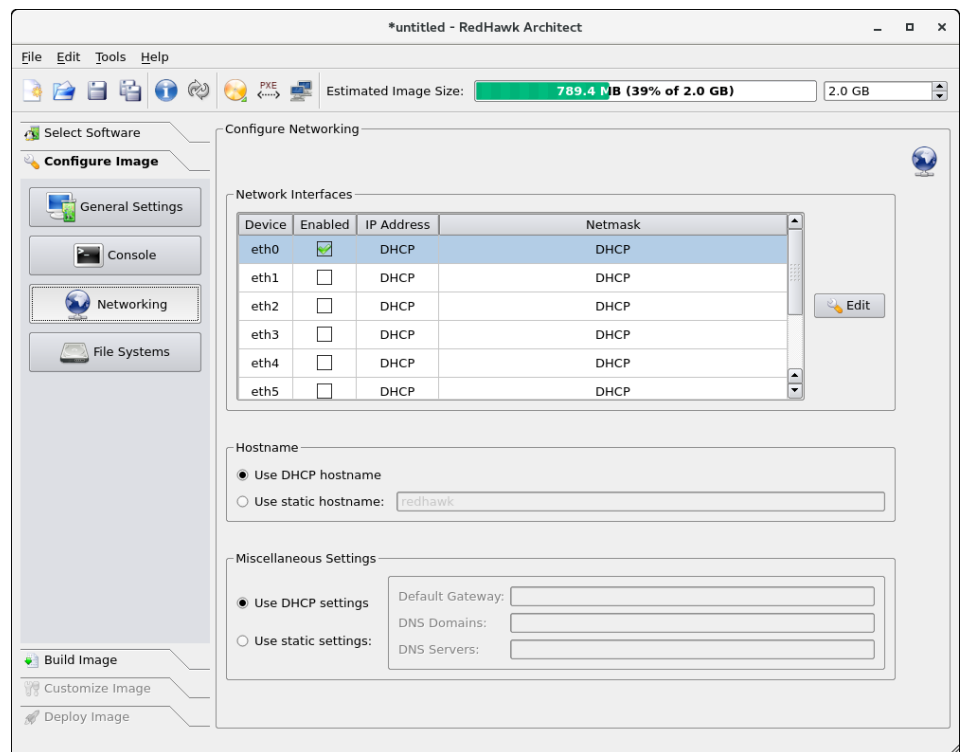 *untitled - RedHawk Architect
File Edit Tools Help
PXE
Estimated Image Size: 789.4 MB (39% of 2.0 GB) 2.0 GB
Select Software
Configure Image
General Settings
Console
Networking
File Systems
Build Image
Customize Image
Deploy Image
Configure Networking
Network Interfaces
Device Enabled IP Address Netmask
eth0 DHCP DHCP
eth1 DHCP DHCP
eth2 DHCP DHCP
eth3 DHCP DHCP
eth4 DHCP DHCP
eth5 DHCP DHCP
Edit
Hostname
Use DHCP hostname
Use static hostname: redhawk
Miscellaneous Settings
Use DHCP settings
Use static settings:
Default Gateway:
DNS Domains:
DNS Servers: